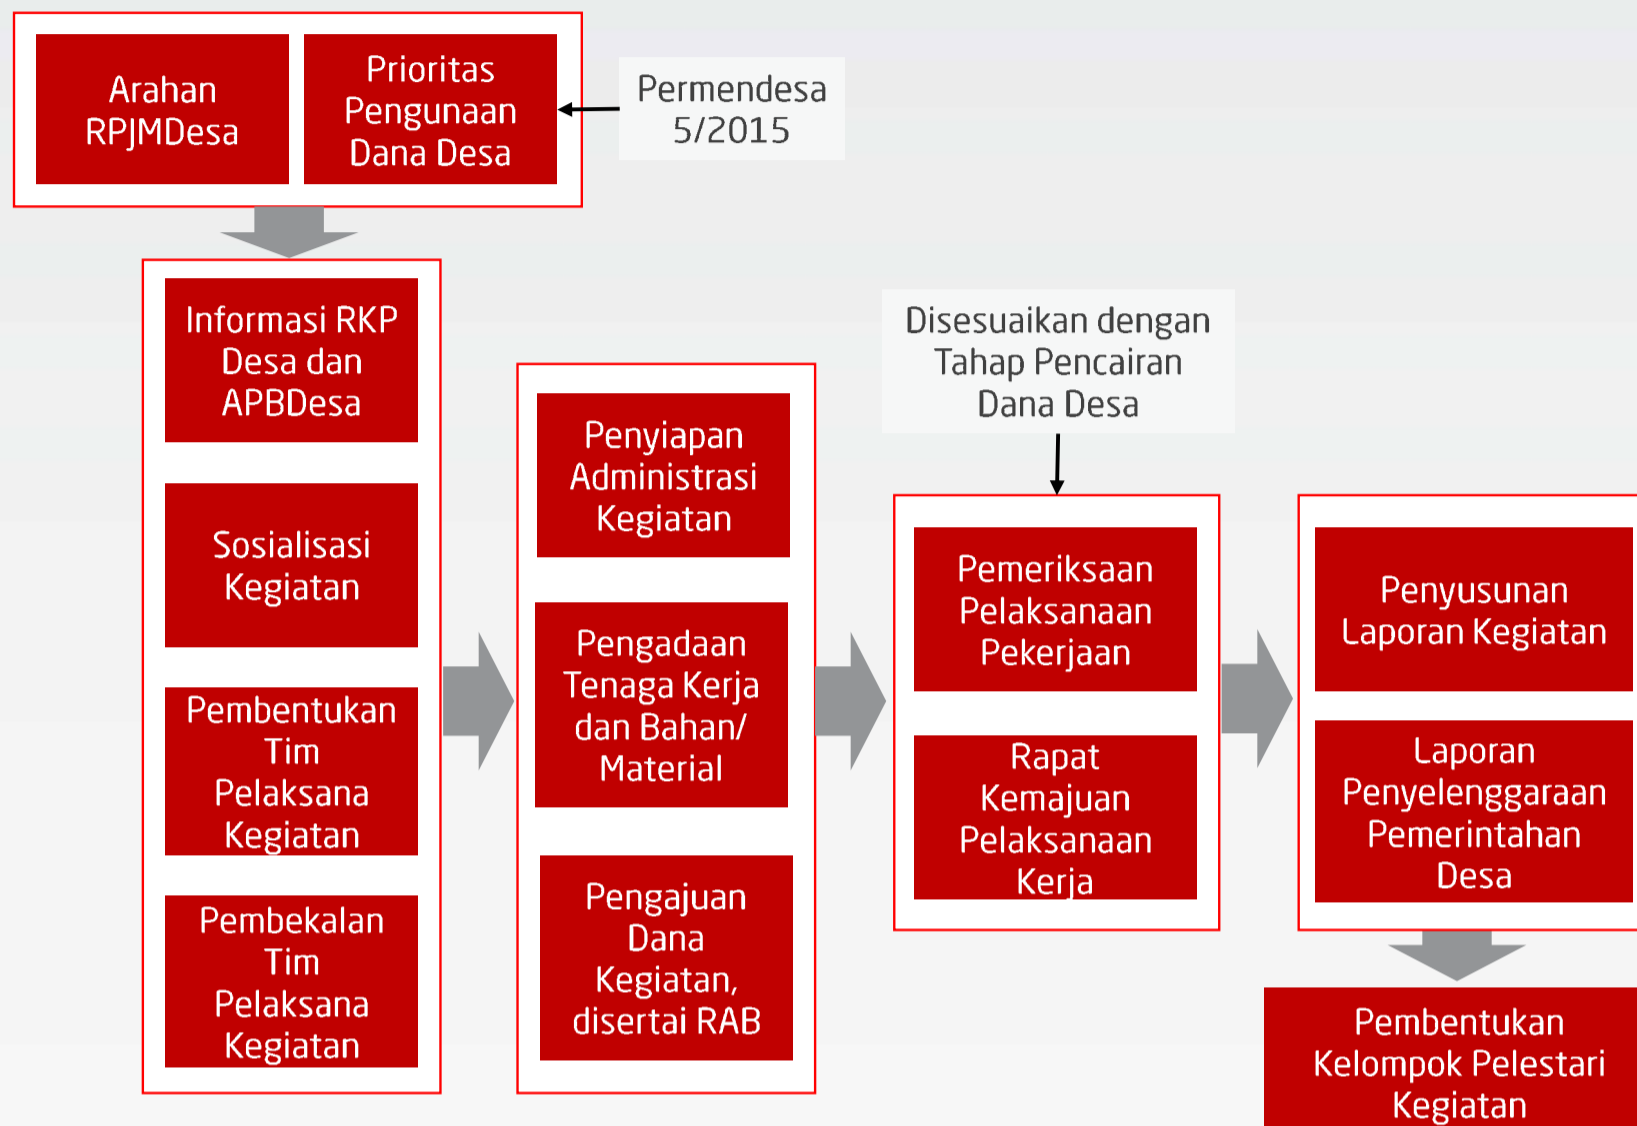 Arahan
RPJMDesa
Prioritas
Pengunaan
Dana Desa
Permendesa
5/2015
Informasi RKP
Desa dan
APBDesa
Sosialisasi
Kegiatan
Pembentukan
Tim
Pelaksana
Kegiatan
Pembekalan
Tim
Pelaksana
Kegiatan
Penyiapan
Administrasi
Kegiatan
Pengadaan
Tenaga Kerja
dan Bahan/
Material
Pengajuan
Dana
Kegiatan,
disertai RAB
Disesuaikan dengan
Tahap Pencairan
Dana Desa
Pemeriksaan
Pelaksanaan
Pekerjaan
Rapat
Kemajuan
Pelaksanaan
Kerja
Penyusunan
Laporan Kegiatan
Laporan
Penyelenggaraan
Pemerintahan
Desa
Pembentukan
Kelompok Pelestari
Kegiatan